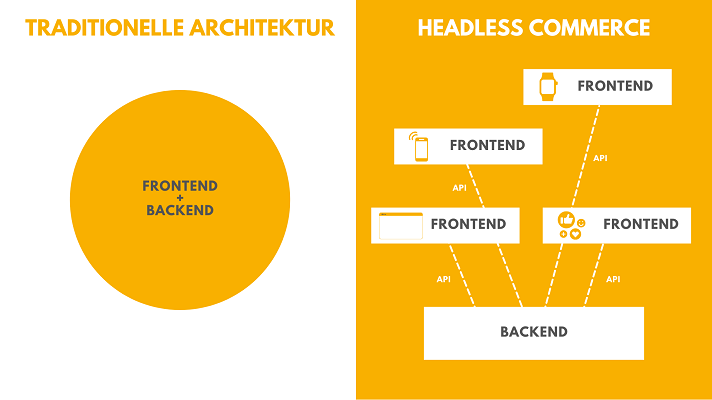 TRADITIONELLE ARCHITEKTUR
FRONTEND
+
BACKEND
HEADLESS COMMERCE
FRONTEND
FRONTEND
API
API
FRONTEND
FRONTEND
API
API
BACKEND